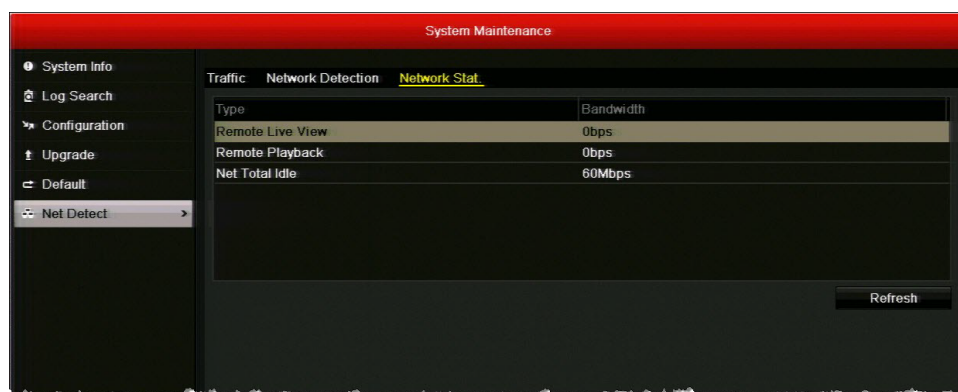 System Maintenance
System Info
Log Search
Configuration
Upgrade
Default
Net Detect >
Traffic Network Detection Network Stat.
Type Bandwidth
Remote Live View 0bps
Remote Playback 0bps
Net Total Idle 60Mbps
Refresh